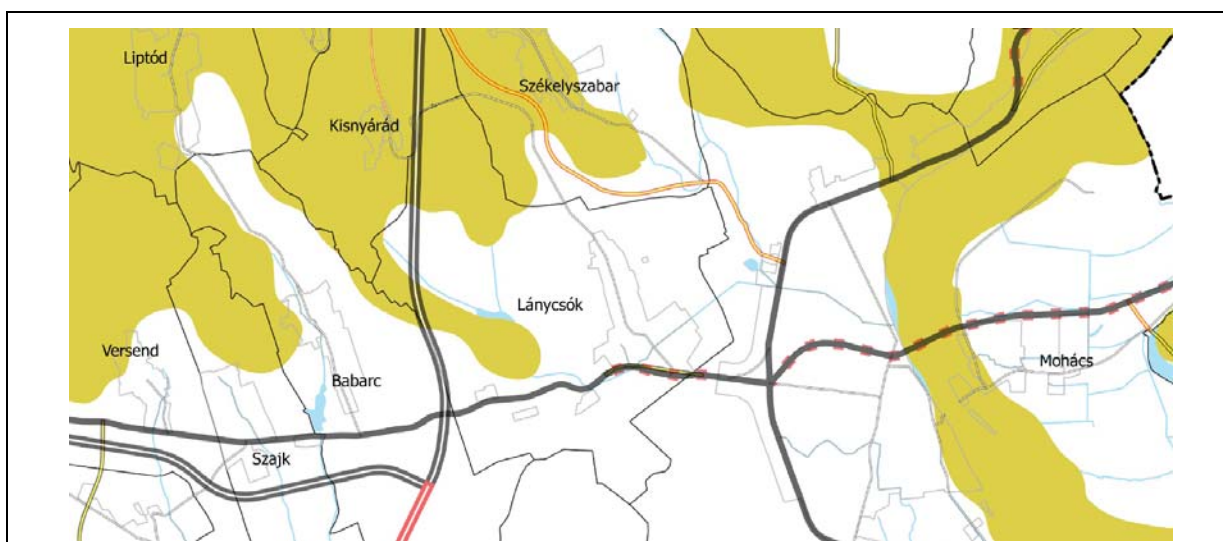 Liptód
Székelyszabar
Kisnyárád
Lánycsók
Versend
Babarc
Mohács
Szajk